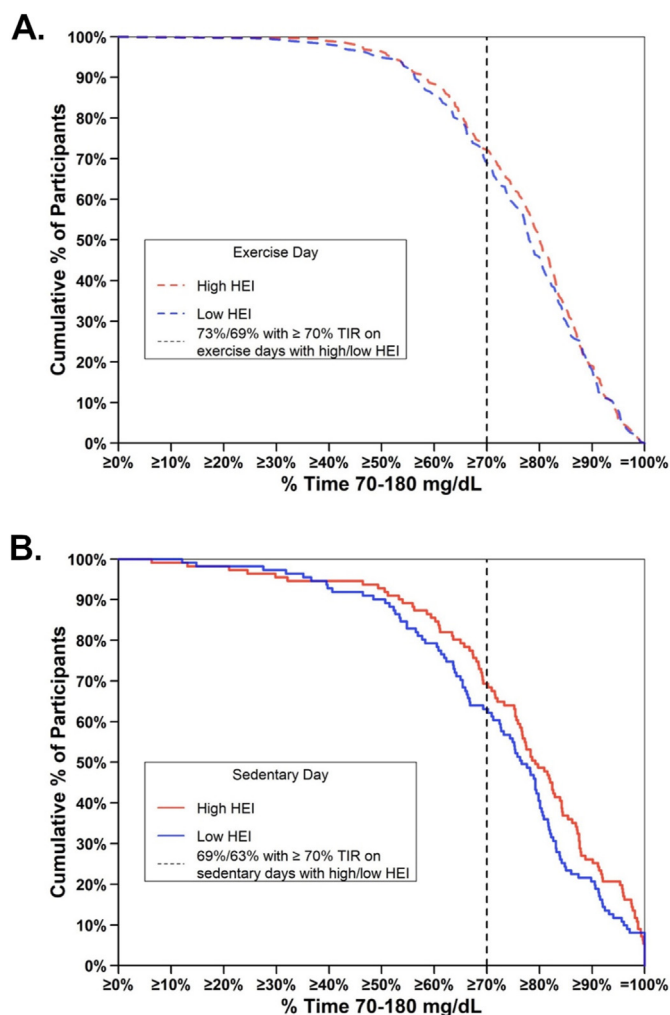 A.
100%
90%
80%
70%
60%
50%
40%
30%
20%
10%
0%
Cumulative % of Participants
Exercise Day
High HEI
Low HEI
73%/69% with ≥ 70% TIR on
exercise days with high/low HEI
≥0% ≥10% ≥20% ≥30% ≥40% ≥50% ≥60% ≥70% ≥80% ≥90% =100%
% Time 70-180 mg/dL
B.
100%
90%
80%
70%
60%
50%
40%
30%
20%
10%
0%
Cumulative % of Participants
Sedentary Day
High HEI
Low HEI
69%/63% with ≥ 70% TIR on
sedentary days with high/low HEI
≥0% ≥10% ≥20% ≥30% ≥40% ≥50% ≥60% ≥70% ≥80% ≥90% =100%
% Time 70-180 mg/dL